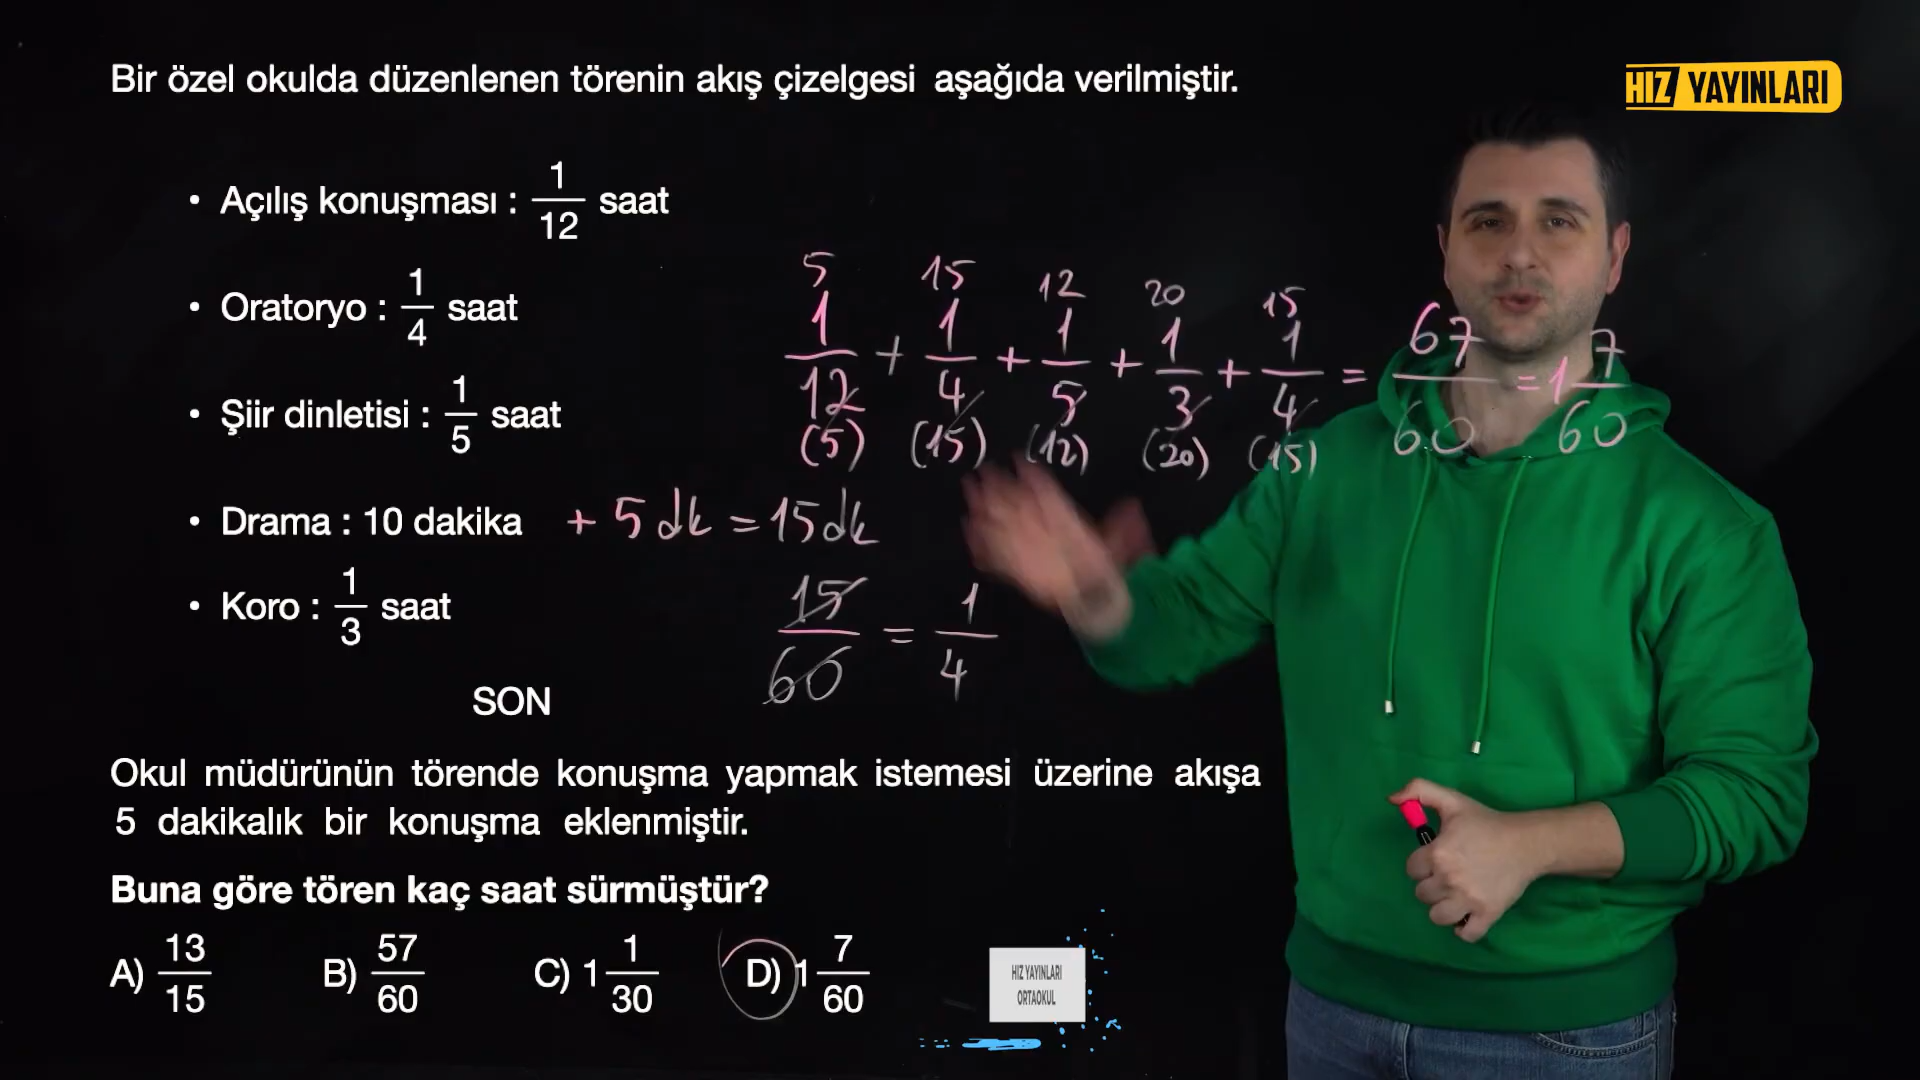 Bir özel okulda düzenlenen törenin akış çizelgesi aşağıda verilmiştir.
HIZ YAYINLARI
• Açılış konuşması : 1/12 saat
• Oratoryo : 1/4 saat
• Şiir dinletisi : 1/5 saat
• Drama : 10 dakika + 5 dk = 15 dk
• Koro : 1/3 saat
SON
5 15 12 20 15
1/12 + 1/4 + 1/5 + 1/3 + 1/4 = 67/60 = 1 7/60
(5) (15) (12) (20) (15)
15/60 = 1/4
Okul müdürünün törende konuşma yapmak istemesi üzerine akışa
5 dakikalık bir konuşma eklenmiştir.
Buna göre tören kaç saat sürmüştür?
A) 13/15 B) 57/60 C) 1 1/30 D) 1 7/60
HIZ YAYINLARI
ORTAOKUL